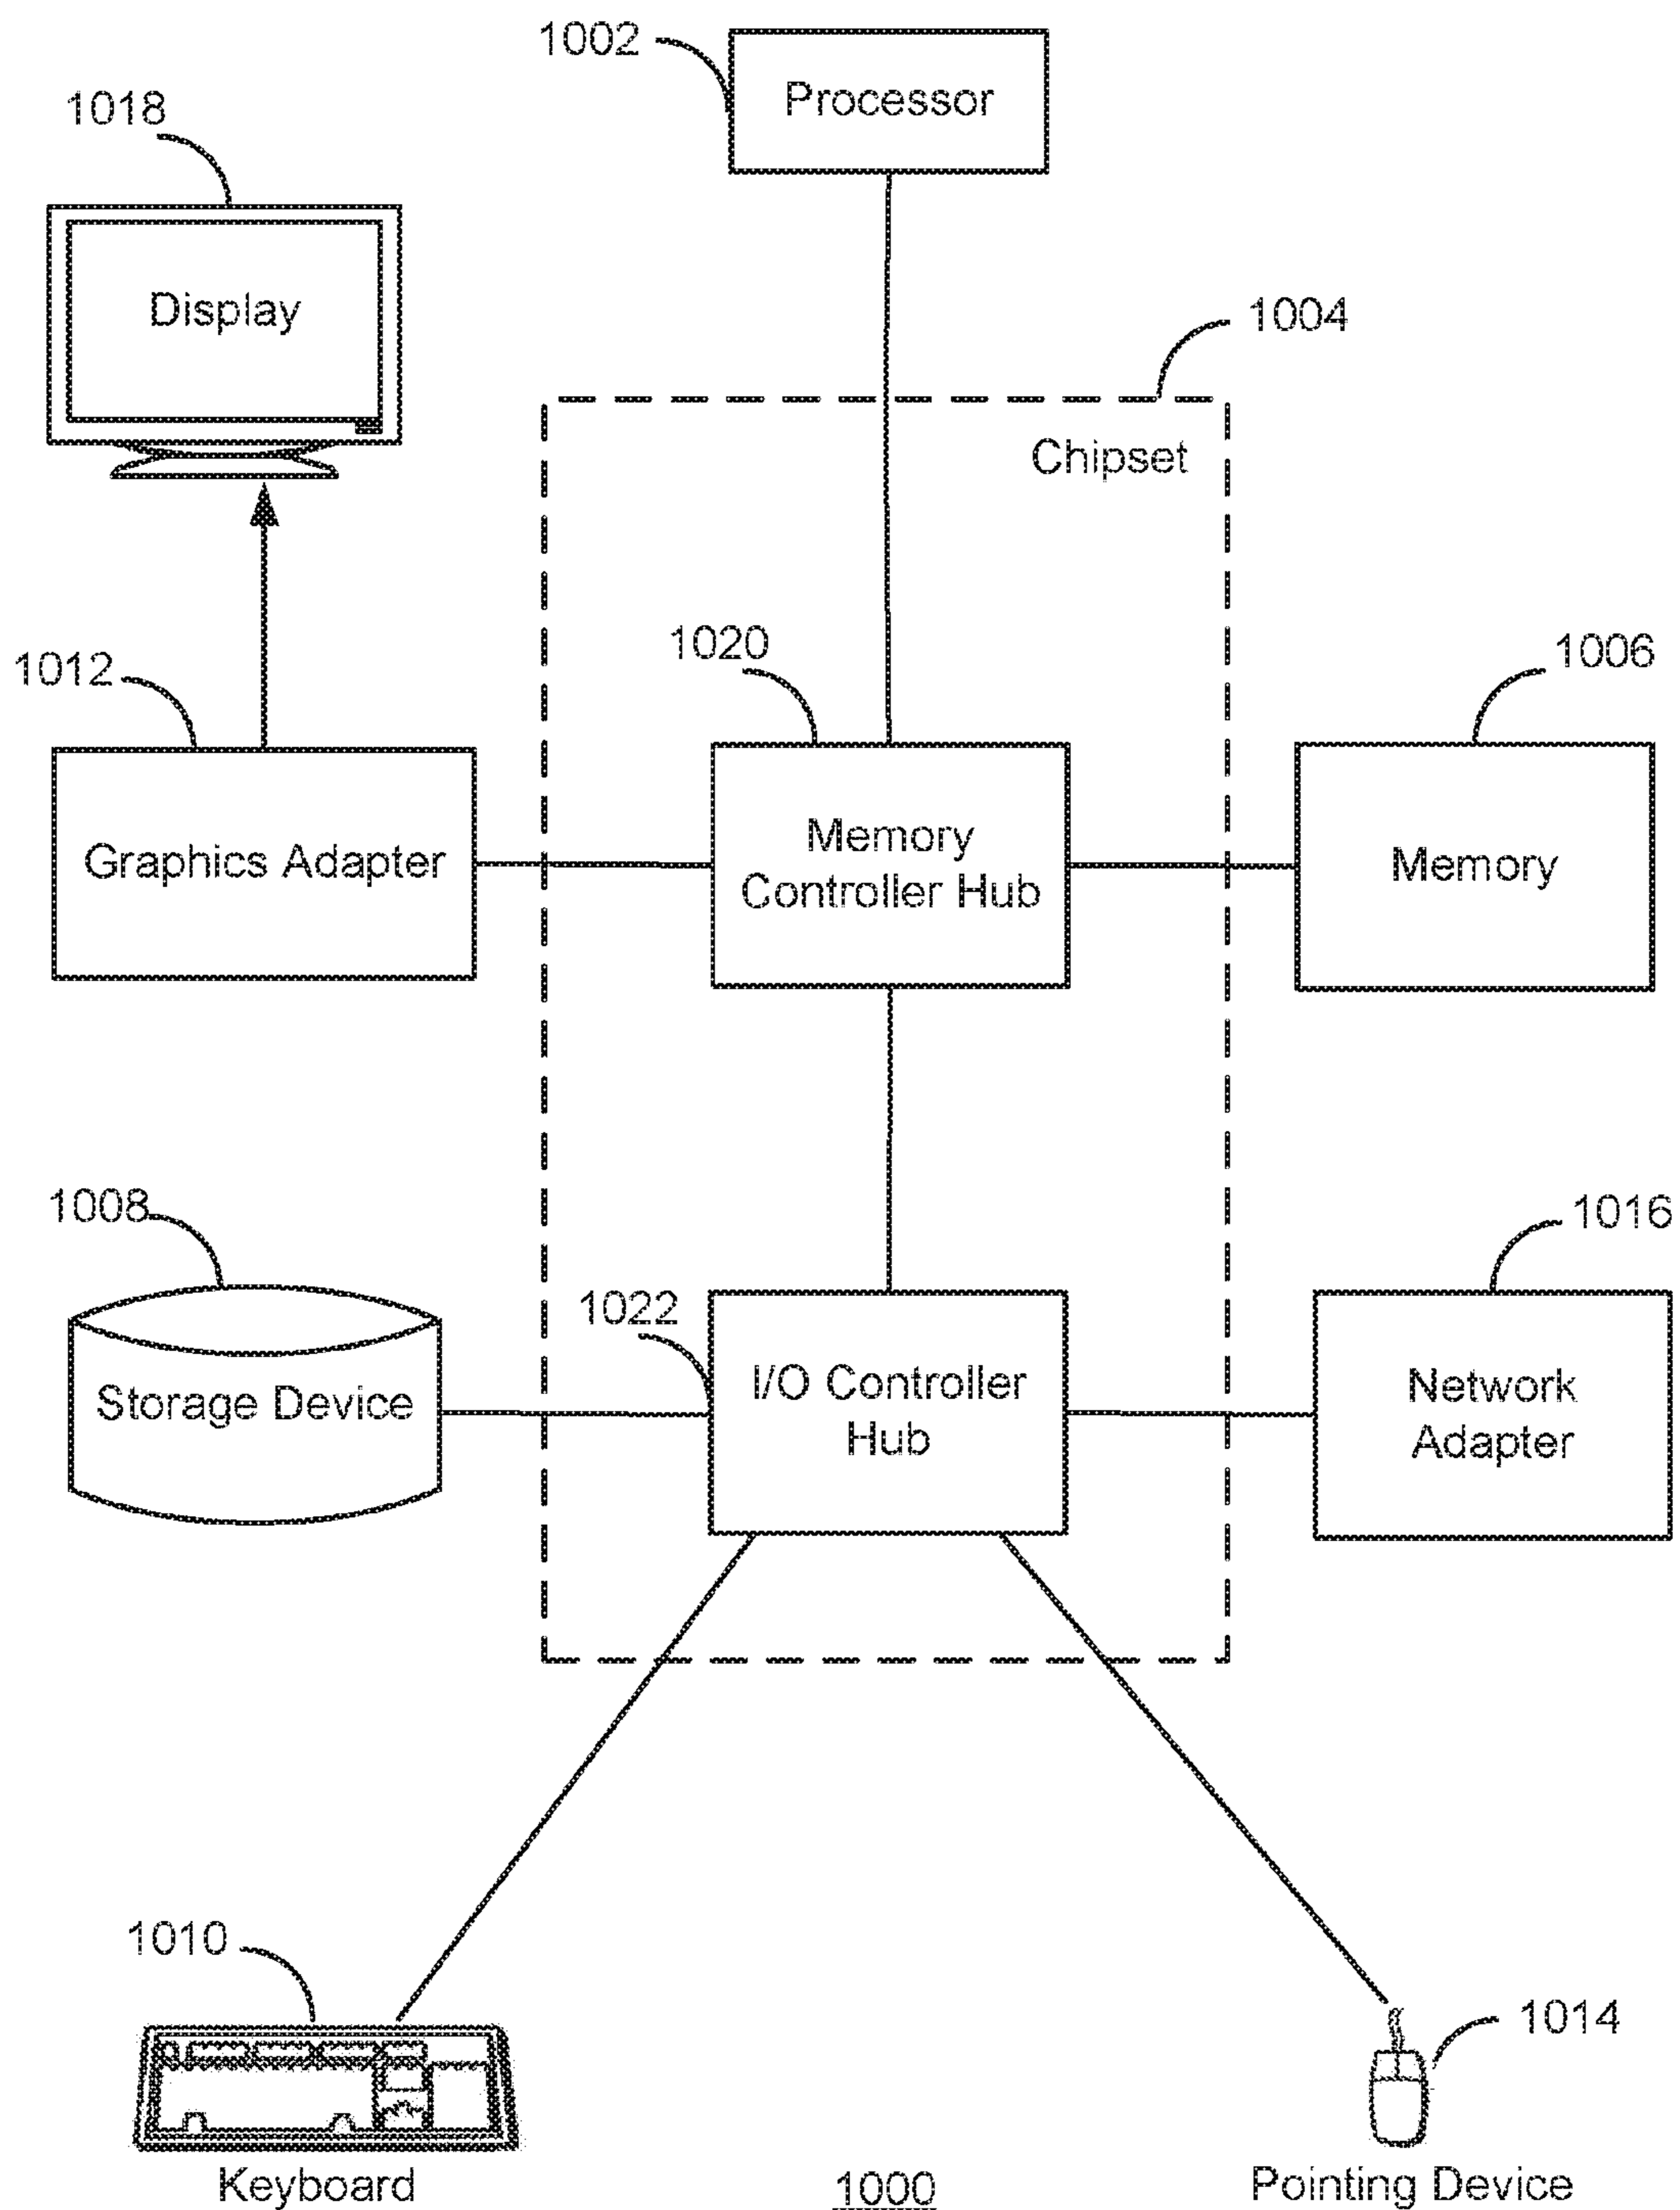 1002
Processor
1018
Display
1004
Chipset
1012
1020
1006
Graphics Adapter
Memory
Controller Hub
Memory
1008
1022
1016
Storage Device
I/O Controller
Hub
Network
Adapter
1010
1014
Keyboard
1000
Pointing Device